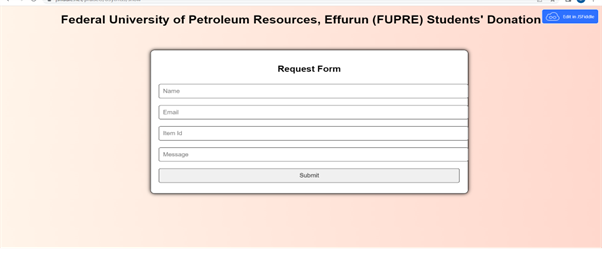 Federal University of Petroleum Resources, Effurun (FUPRE) Students' Donation
Edit in JSFiddle
Request Form
Name
Email
Item Id
Message
Submit